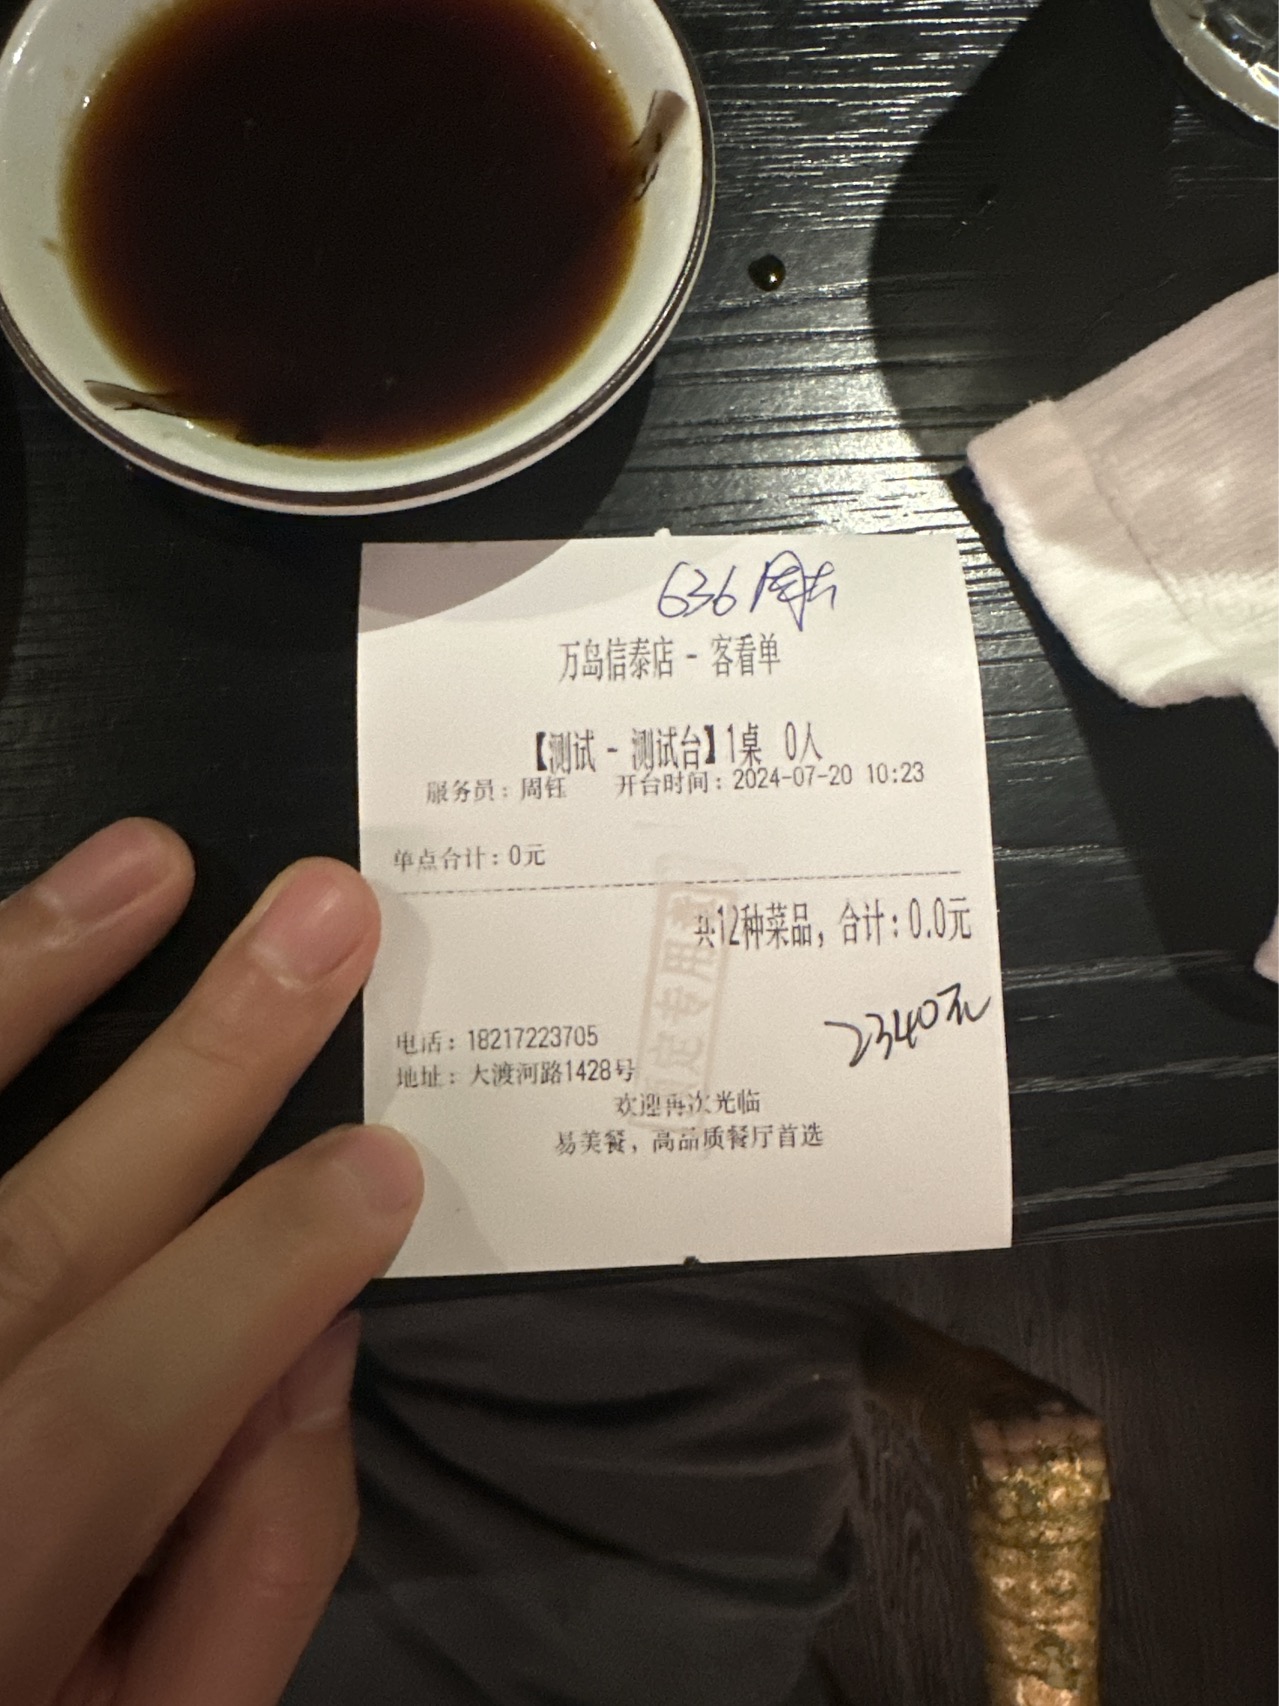 636
万岛信泰店 - 客看单
【测试 - 测试台】1桌 0人
服务员：周钰 开台时间：2024-07-20 10:23
单点合计：0元
共12种菜品，合计：0.0元
2340元
电话：18217223705
地址：大渡河路1428号
欢迎再次光临
易美餐，高品质餐厅首选
专用